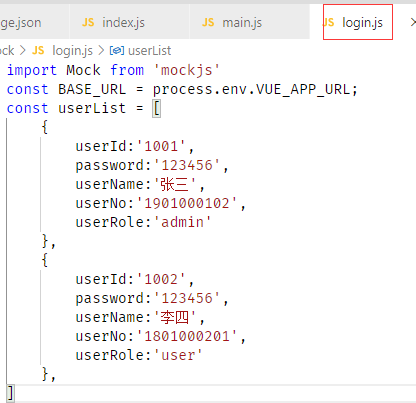 ge.json JS index.js JS main.js JS login.js
ock > JS login.js > userList
import Mock from 'mockjs'
const BASE_URL = process.env.VUE_APP_URL;
const userList = [
{
userId:'1001',
password:'123456',
userName:'张三',
userNo:'1901000102',
userRole:'admin'
},
{
userId:'1002',
password:'123456',
userName:'李四',
userNo:'1801000201',
userRole:'user'
},
]